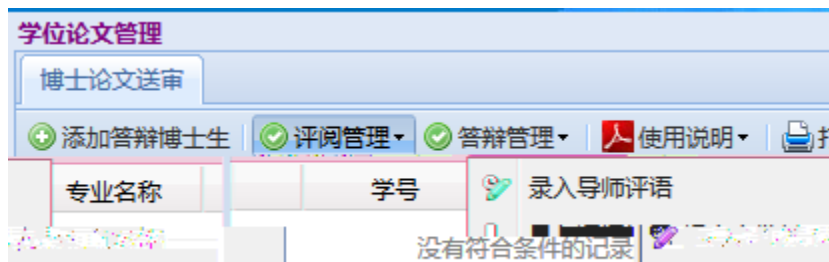 学位论文管理
博士论文送审
添加答辩博士生 评阅管理 答辩管理 使用说明
专业名称 学号 录入导师评语
没有符合条件的记录